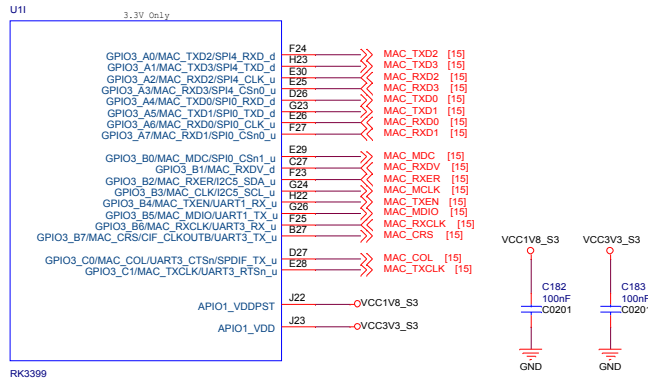 U1I
3.3V Only
GPIO3_A0/MAC_TXD2/SPI4_RXD_d F24 MAC_TXD2 [15]
GPIO3_A1/MAC_TXD3/SPI4_TXD_d H23 MAC_TXD3 [15]
GPIO3_A2/MAC_RXD2/SPI4_CLK_u E30 MAC_RXD2 [15]
GPIO3_A3/MAC_RXD3/SPI4_CSn0_u E25 MAC_RXD3 [15]
GPIO3_A4/MAC_TXD0/SPI0_RXD_d D26 MAC_TXD0 [15]
GPIO3_A5/MAC_TXD1/SPI0_TXD_d G23 MAC_TXD1 [15]
GPIO3_A6/MAC_RXD0/SPI0_CLK_u E26 MAC_RXD0 [15]
GPIO3_A7/MAC_RXD1/SPI0_CSn0_u F27 MAC_RXD1 [15]
GPIO3_B0/MAC_MDC/SPI0_CSn1_u E29 MAC_MDC [15]
GPIO3_B1/MAC_RXDV_d C27 MAC_RXDV [15]
GPIO3_B2/MAC_RXER/I2C5_SDA_u F23 MAC_RXER [15]
GPIO3_B3/MAC_CLK/I2C5_SCL_u G24 MAC_MCLK [15]
GPIO3_B4/MAC_TXEN/UART1_RX_u H22 MAC_TXEN [15]
GPIO3_B5/MAC_MDIO/UART1_TX_u G26 MAC_MDIO [15]
GPIO3_B6/MAC_RXCLK/UART3_RX_u F25 MAC_RXCLK [15]
GPIO3_B7/MAC_CRS/CIF_CLKOUTB/UART3_TX_u B27 MAC_CRS [15]
GPIO3_C0/MAC_COL/UART3_CTSn/SPDIF_TX_u D27 MAC_COL [15]
GPIO3_C1/MAC_TXCLK/UART3_RTSn_u E28 MAC_TXCLK [15]
APIO1_VDDPST J22 VCC1V8_S3
APIO1_VDD J23 VCC3V3_S3
RK3399
VCC1V8_S3 VCC3V3_S3
C182 C183
100nF 100nF
C0201 C0201
GND GND